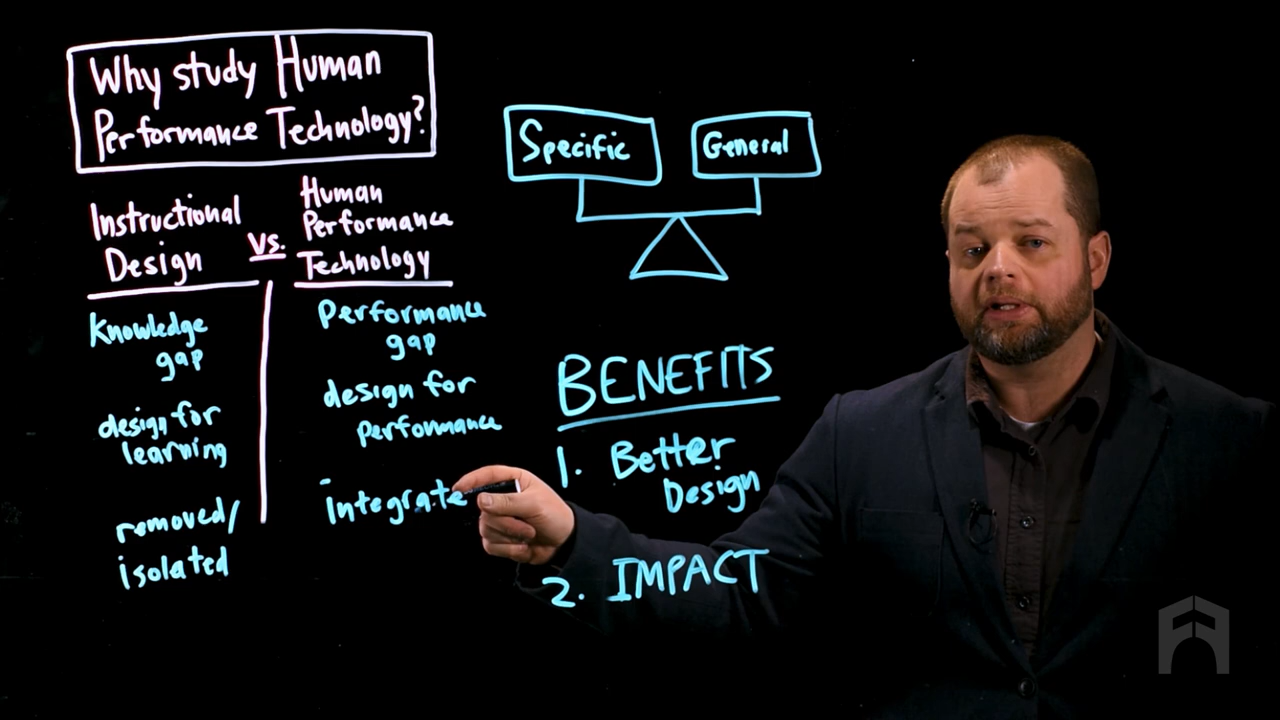 Why study Human
Performance Technology?
Instructional
Design
vs.
Human
Performance
Technology
Knowledge
gap
design for
learning
removed/
isolated
Performance
gap
design for
performance
integrate
Specific
General
BENEFITS
1. Better
Design
2. IMPACT